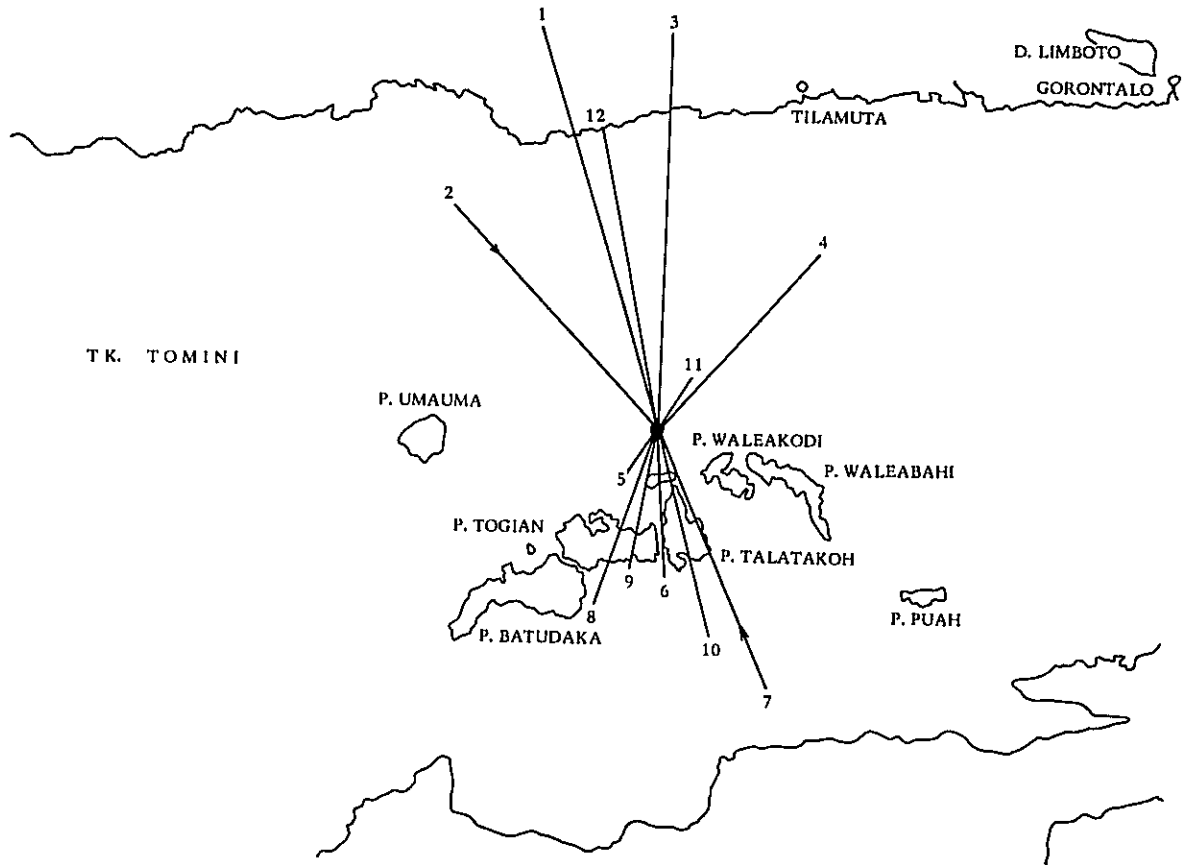 1
3
D. LIMBOTO
GORONTALO
TILAMUTA
12
2
4
TK. TOMINI
11
P. UMAUMA
P. WALEAKODI
P. WALEABAHI
5
P. TOGIAN
P. TALATAKOH
9
6
8
P. PUAH
P. BATUDAKA
10
7